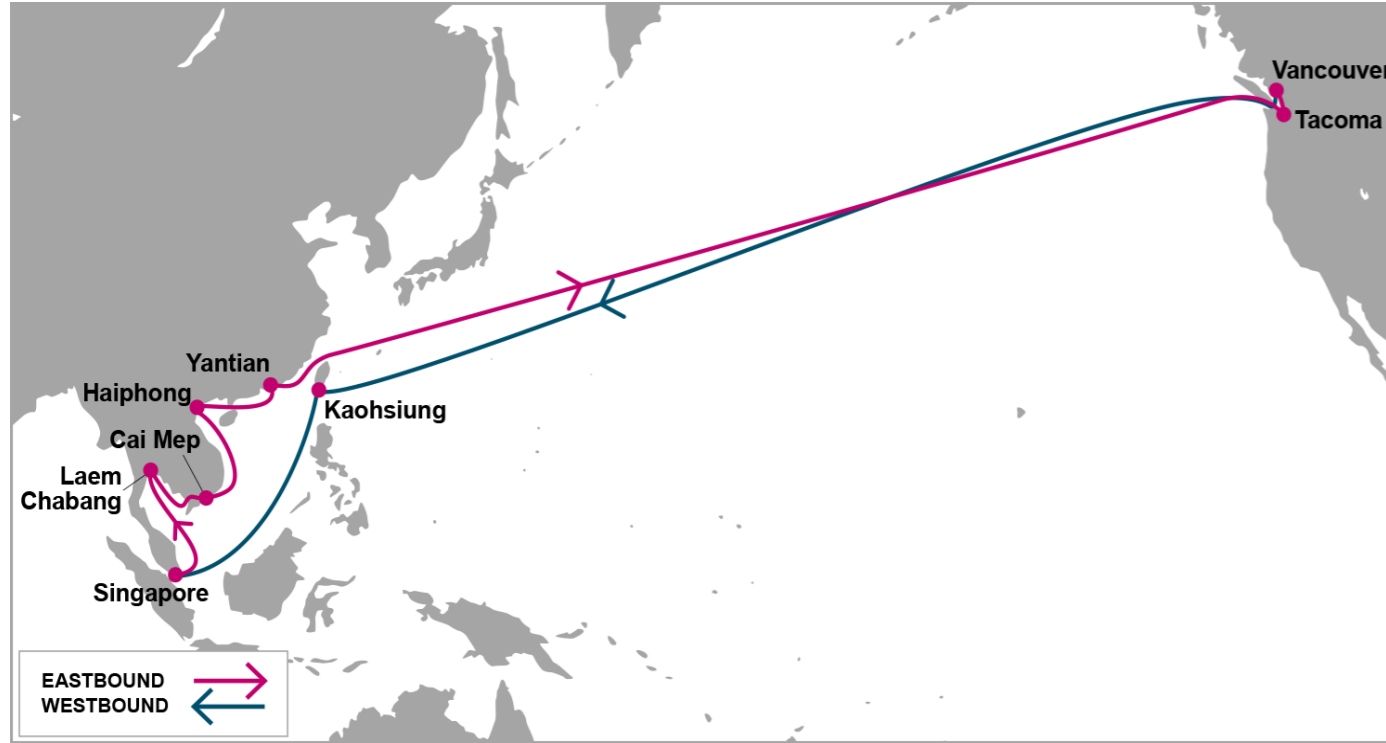 Vancouver
Tacoma
Yantian
Haiphong
Kaohsiung
Cai Mep
Laem
Chabang
Singapore
EASTBOUND
WESTBOUND